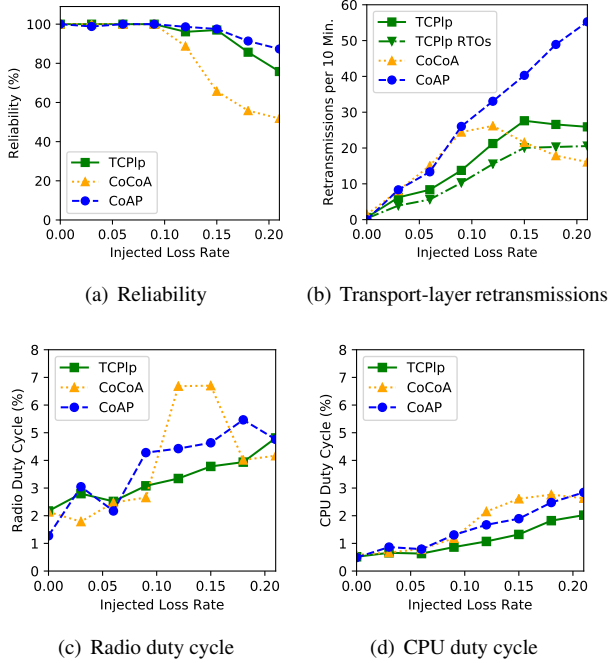 100
80
60
40
20
0
Reliability (%)
TCPlp
CoCoA
CoAP
0.00 0.05 0.10 0.15 0.20
Injected Loss Rate
(a) Reliability
60
50
40
30
20
10
0
Retransmissions per 10 Min.
TCPlp
TCPlp RTOs
CoCoA
CoAP
0.00 0.05 0.10 0.15 0.20
Injected Loss Rate
(b) Transport-layer retransmissions
8
7
6
5
4
3
2
1
0
Radio Duty Cycle (%)
TCPlp
CoCoA
CoAP
0.00 0.05 0.10 0.15 0.20
Injected Loss Rate
(c) Radio duty cycle
8
7
6
5
4
3
2
1
0
CPU Duty Cycle (%)
TCPlp
CoCoA
CoAP
0.00 0.05 0.10 0.15 0.20
Injected Loss Rate
(d) CPU duty cycle